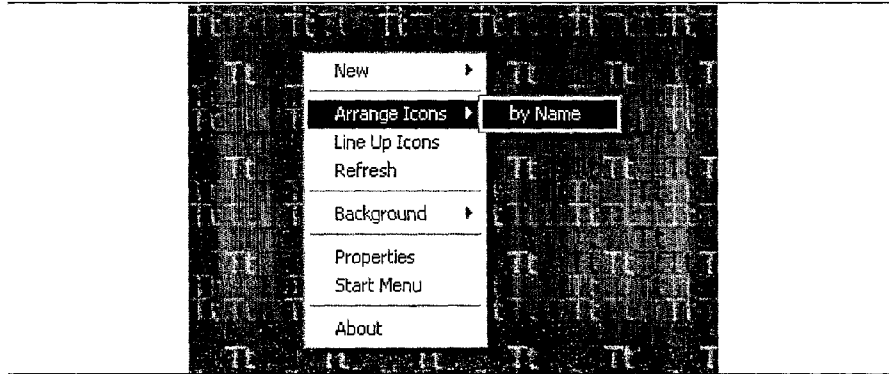 New
Arrange Icons
by Name
Line Up Icons
Refresh
Background
Properties
Start Menu
About